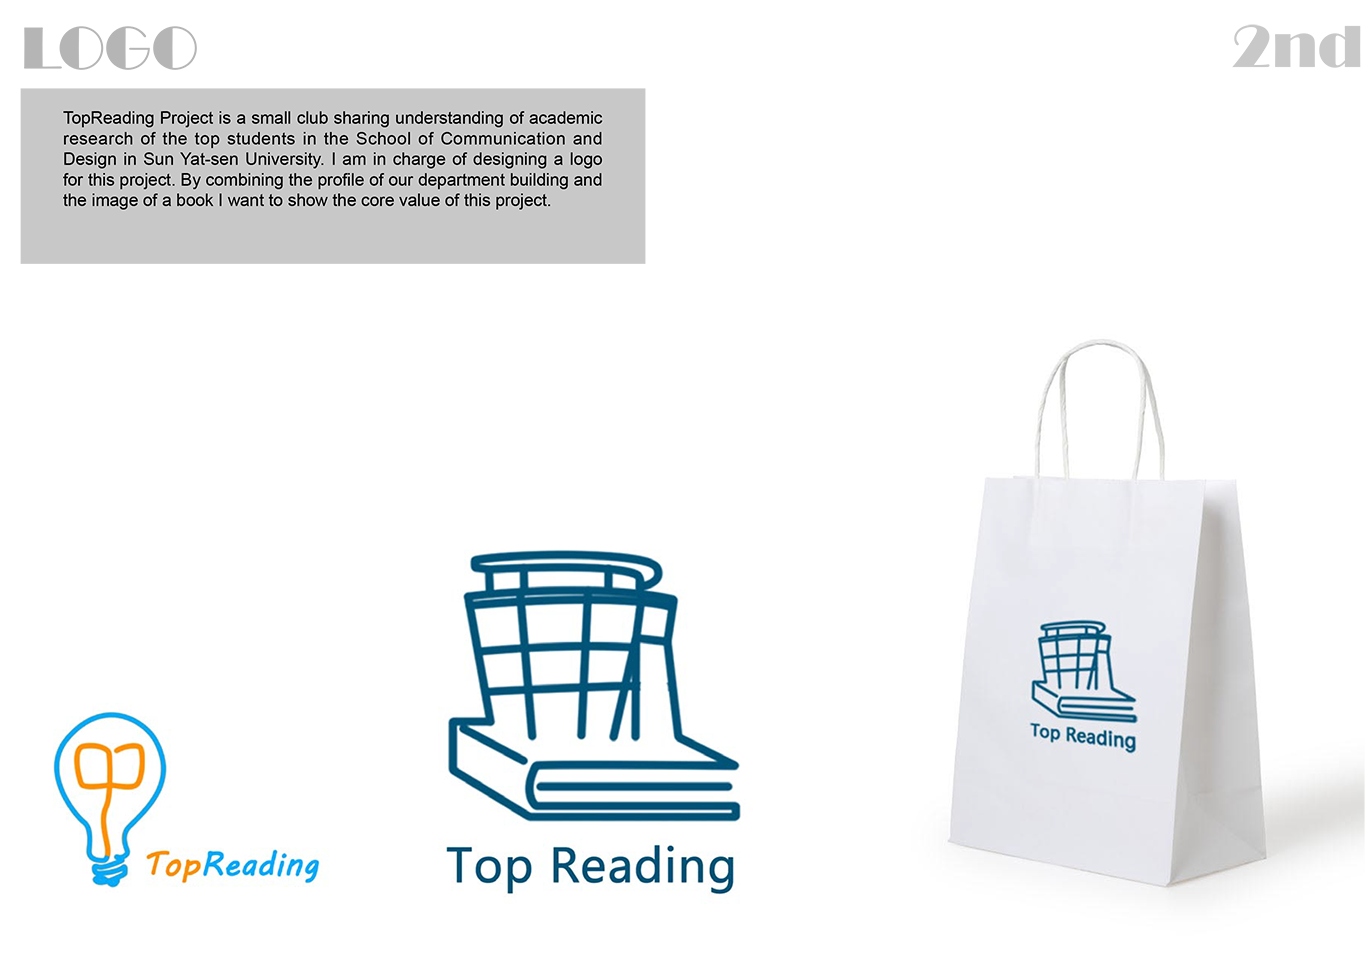 LOGO
2nd
TopReading Project is a small club sharing understanding of academic
research of the top students in the School of Communication and
Design in Sun Yat-sen University. I am in charge of designing a logo
for this project. By combining the profile of our department building and
the image of a book I want to show the core value of this project.
Top Reading
TopReading
Top Reading